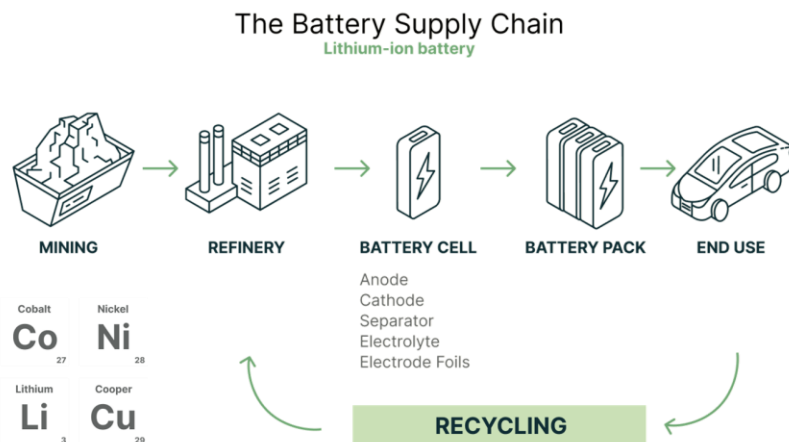 The Battery Supply Chain
Lithium-ion battery
MINING
REFINERY
BATTERY CELL
BATTERY PACK
END USE
Anode
Cathode
Separator
Electrolyte
Electrode Foils
Cobalt
Co
27
Nickel
Ni
28
Lithium
Li
3
Cooper
Cu
29
RECYCLING